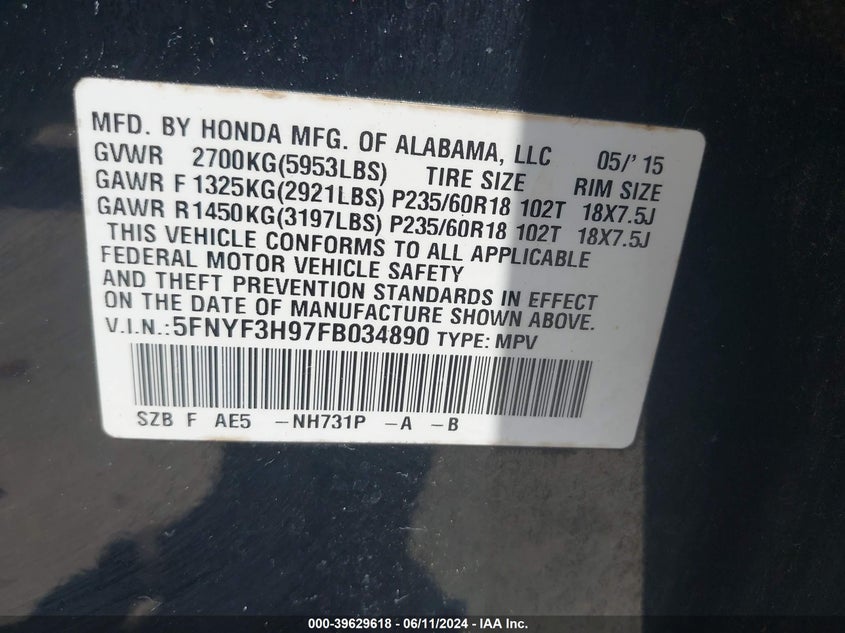 MFD. BY HONDA MFG. OF ALABAMA, LLC 05/' 15
GVWR 2700KG(5953LBS) TIRE SIZE RIM SIZE
GAWR F 1325KG(2921LBS) P235/60R18 102T 18X7.5J
GAWR R1450KG(3197LBS) P235/60R18 102T 18X7.5J
THIS VEHICLE CONFORMS TO ALL APPLICABLE
FEDERAL MOTOR VEHICLE SAFETY
AND THEFT PREVENTION STANDARDS IN EFFECT
ON THE DATE OF MANUFACTURE SHOWN ABOVE.
V.I.N.:5FNYF3H97FB034890 TYPE: MPV
SZB F AE5 -NH731P -A -B
000-39629618 - 06/11/2024 - IAA Inc.